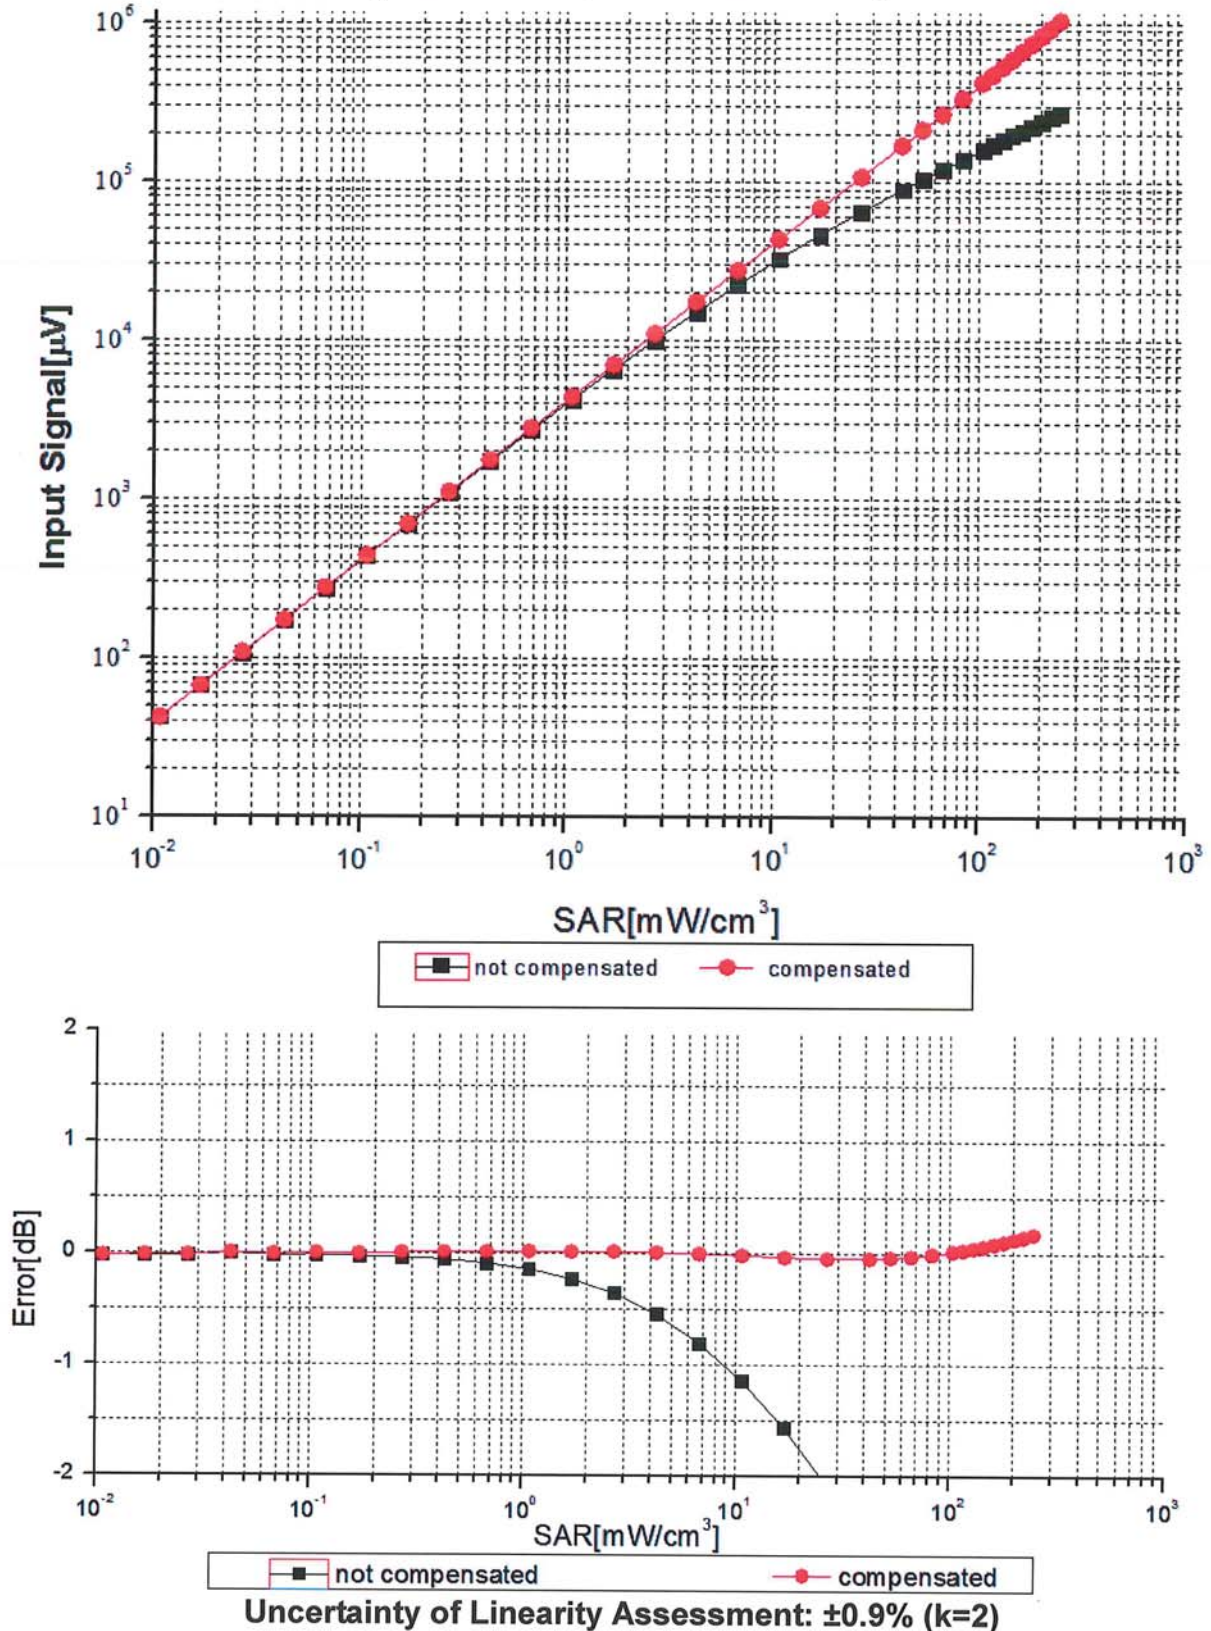 10⁶
10⁵
10⁴
10³
10²
10¹
Input Signal[µV]
10⁻² 10⁻¹ 10⁰ 10¹ 10² 10³
SAR[mW/cm³]
not compensated compensated
2
1
0
-1
-2
Error[dB]
10⁻² 10⁻¹ 10⁰ 10¹ 10² 10³
SAR[mW/cm³]
not compensated compensated
Uncertainty of Linearity Assessment: ±0.9% (k=2)